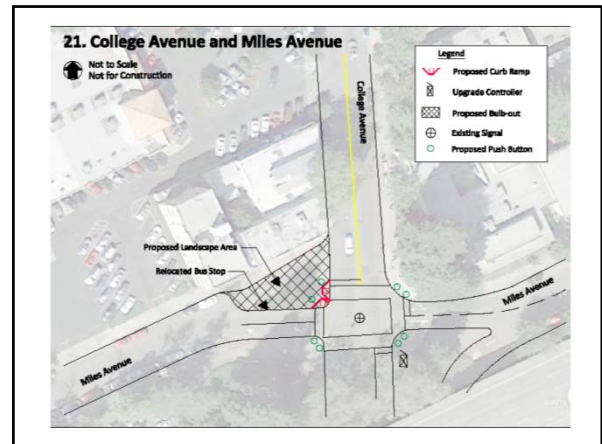 21. College Avenue and Miles Avenue
Not to Scale
Not for Construction
Legend
Proposed Curb Ramp
Upgrade Controller
Proposed Bulb-out
Existing Signal
Proposed Push Button
College Avenue
Proposed Landscape Area
Relocated Bus Stop
Miles Avenue
Miles Avenue